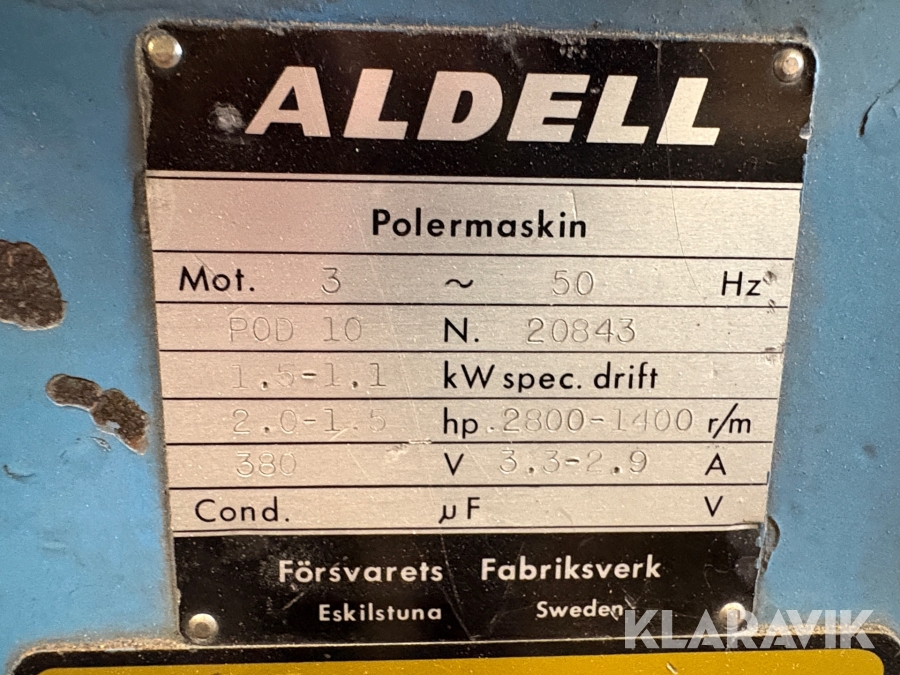 ALDELL
Polermaskin
Mot. 3 ~ 50 Hz
POD 10 N. 20843
1.5-1.1 kW spec. drift
2.0-1.5 hp. 2800-1400 r/m
380 V 3.3-2.9 A
Cond. µF V
Försvarets Fabriksverk
Eskilstuna Sweden
KLARAVIK